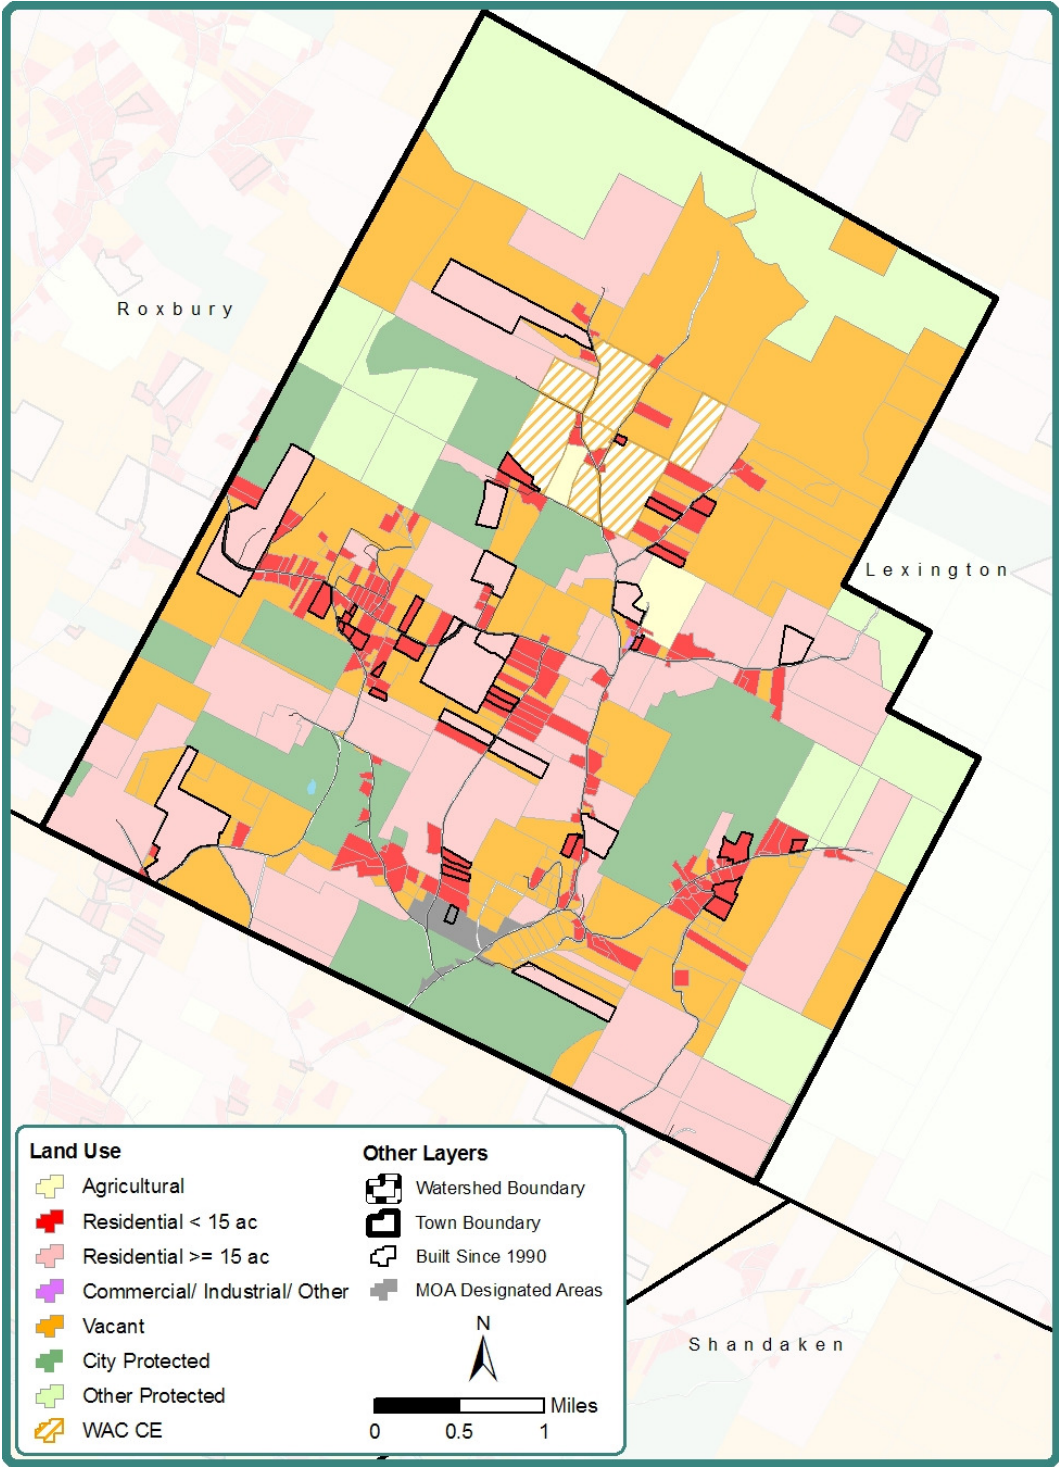 Roxbury
Lexington
Land Use
Agricultural
Residential < 15 ac
Residential >= 15 ac
Commercial/ Industrial/ Other
Vacant
City Protected
Other Protected
WAC CE
Other Layers
Watershed Boundary
Town Boundary
Built Since 1990
MOA Designated Areas
N
Miles
0 0.5 1
Shandaken